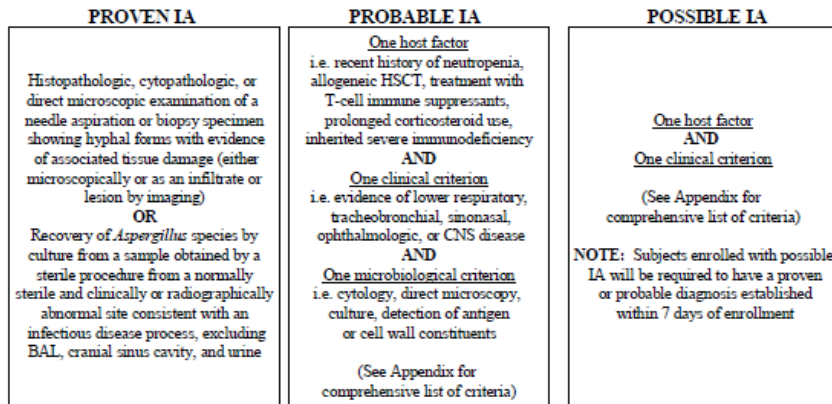 PROVEN IA
Histopathologic, cytopathologic, or
direct microscopic examination of a
needle aspiration or biopsy specimen
showing hyphal forms with evidence
of associated tissue damage (either
microscopically or as an infiltrate or
lesion by imaging)
OR
Recovery of Aspergillus species by
culture from a sample obtained by a
sterile procedure from a normally
sterile and clinically or radiographically
abnormal site consistent with an
infectious disease process, excluding
BAL, cranial sinus cavity, and urine
PROBABLE IA
One host factor
i.e. recent history of neutropenia,
allogeneic HSCT, treatment with
T-cell immune suppressants,
prolonged corticosteroid use,
inherited severe immunodeficiency
AND
One clinical criterion
i.e. evidence of lower respiratory,
tracheobronchial, sinonasal,
ophthalmologic, or CNS disease
AND
One microbiological criterion
i.e. cytology, direct microscopy,
culture, detection of antigen
or cell wall constituents
(See Appendix for
comprehensive list of criteria)
POSSIBLE IA
One host factor
AND
One clinical criterion
(See Appendix for
comprehensive list of criteria)
NOTE: Subjects enrolled with possible
IA will be required to have a proven
or probable diagnosis established
within 7 days of enrollment